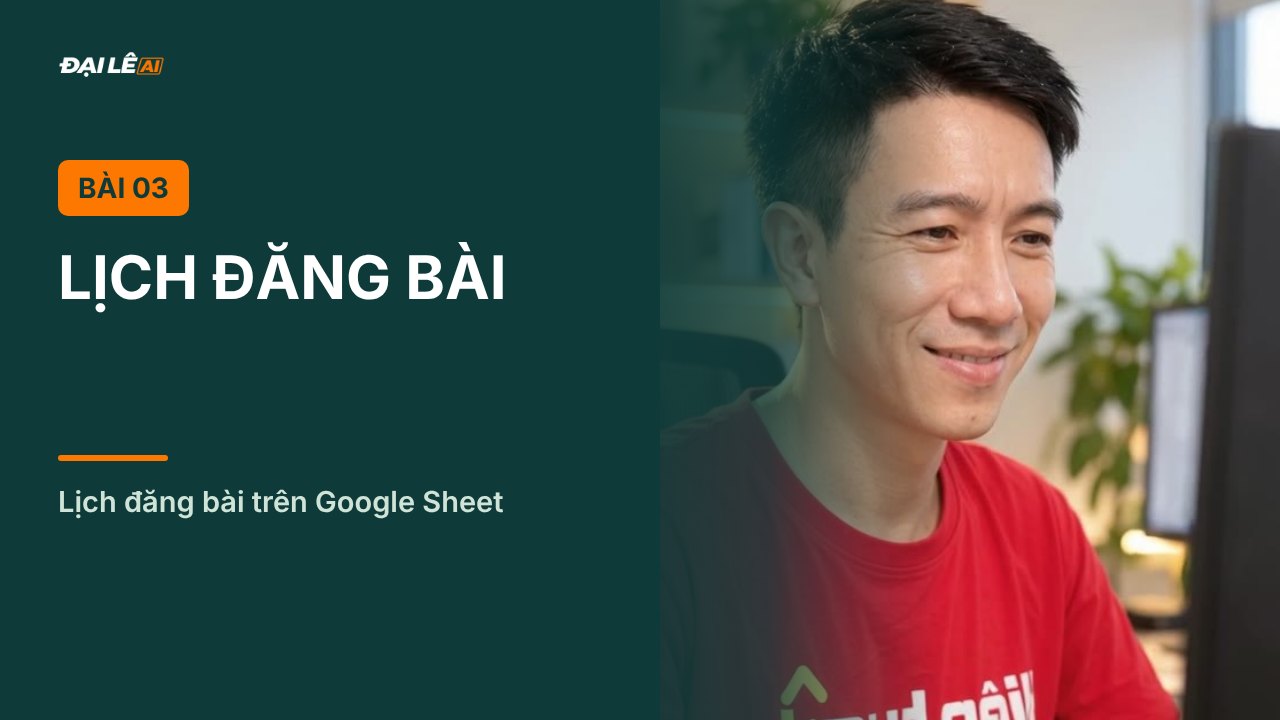 ĐẠI LÊ AI
BÀI 03
LỊCH ĐĂNG BÀI
Lịch đăng bài trên Google Sheet